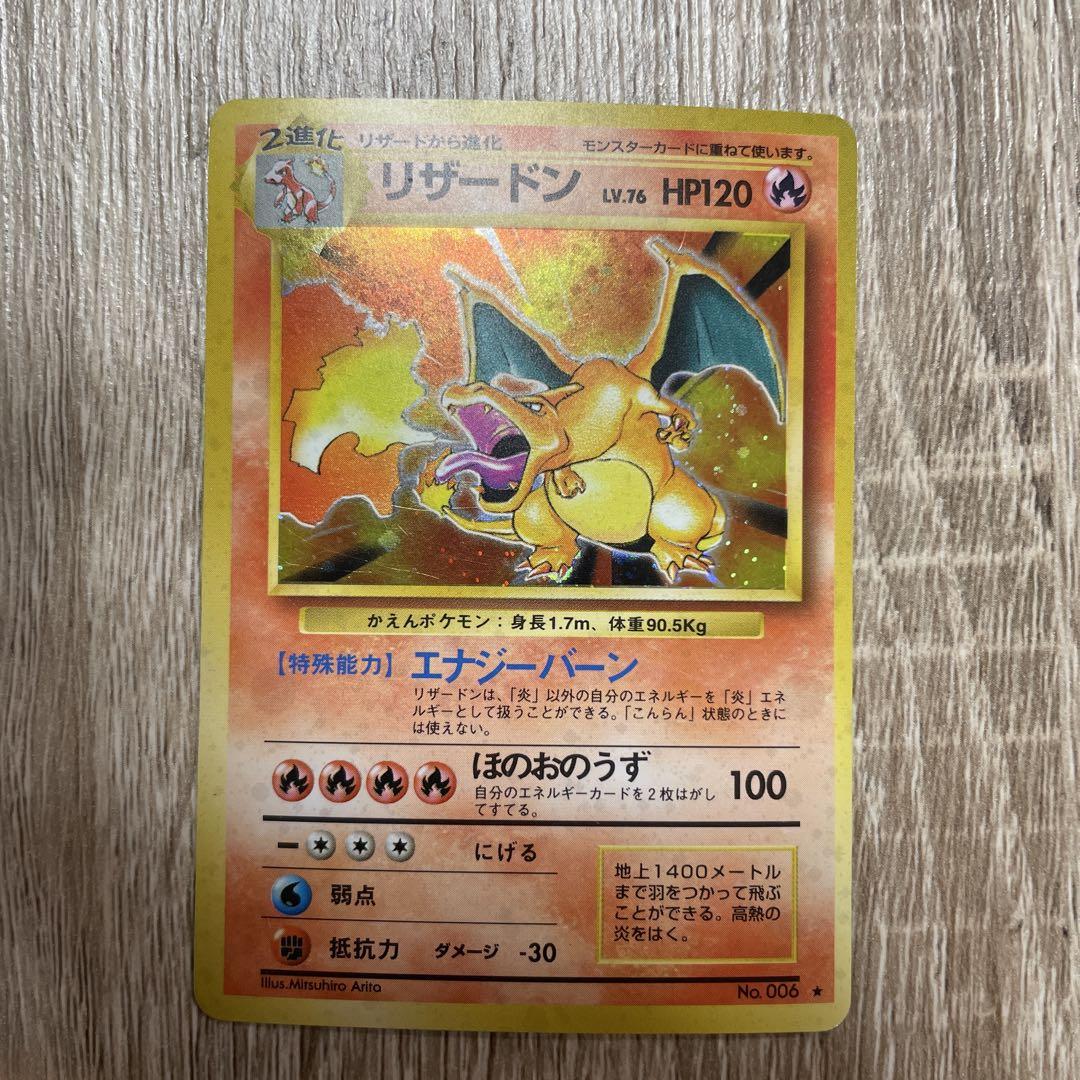 2進化 リザードから進化 モンスターカードに重ねて使います。
リザードン LV.76 HP120
かえんポケモン：身長1.7m、体重90.5Kg
【特殊能力】エナジーバーン
リザードンは、「炎」以外の自分のエネルギーを「炎」エネ
ルギーとして扱うことができる。「こんらん」状態のときに
は使えない。
ほのおのうず 100
自分のエネルギーカードを2枚はがし
てすてる。
にげる
弱点
抵抗力 ダメージ -30
地上1400メートル
まで羽をつかって飛ぶ
ことができる。高熱の
炎をはく。
Illus.Mitsuhiro Arita
No. 006 ★